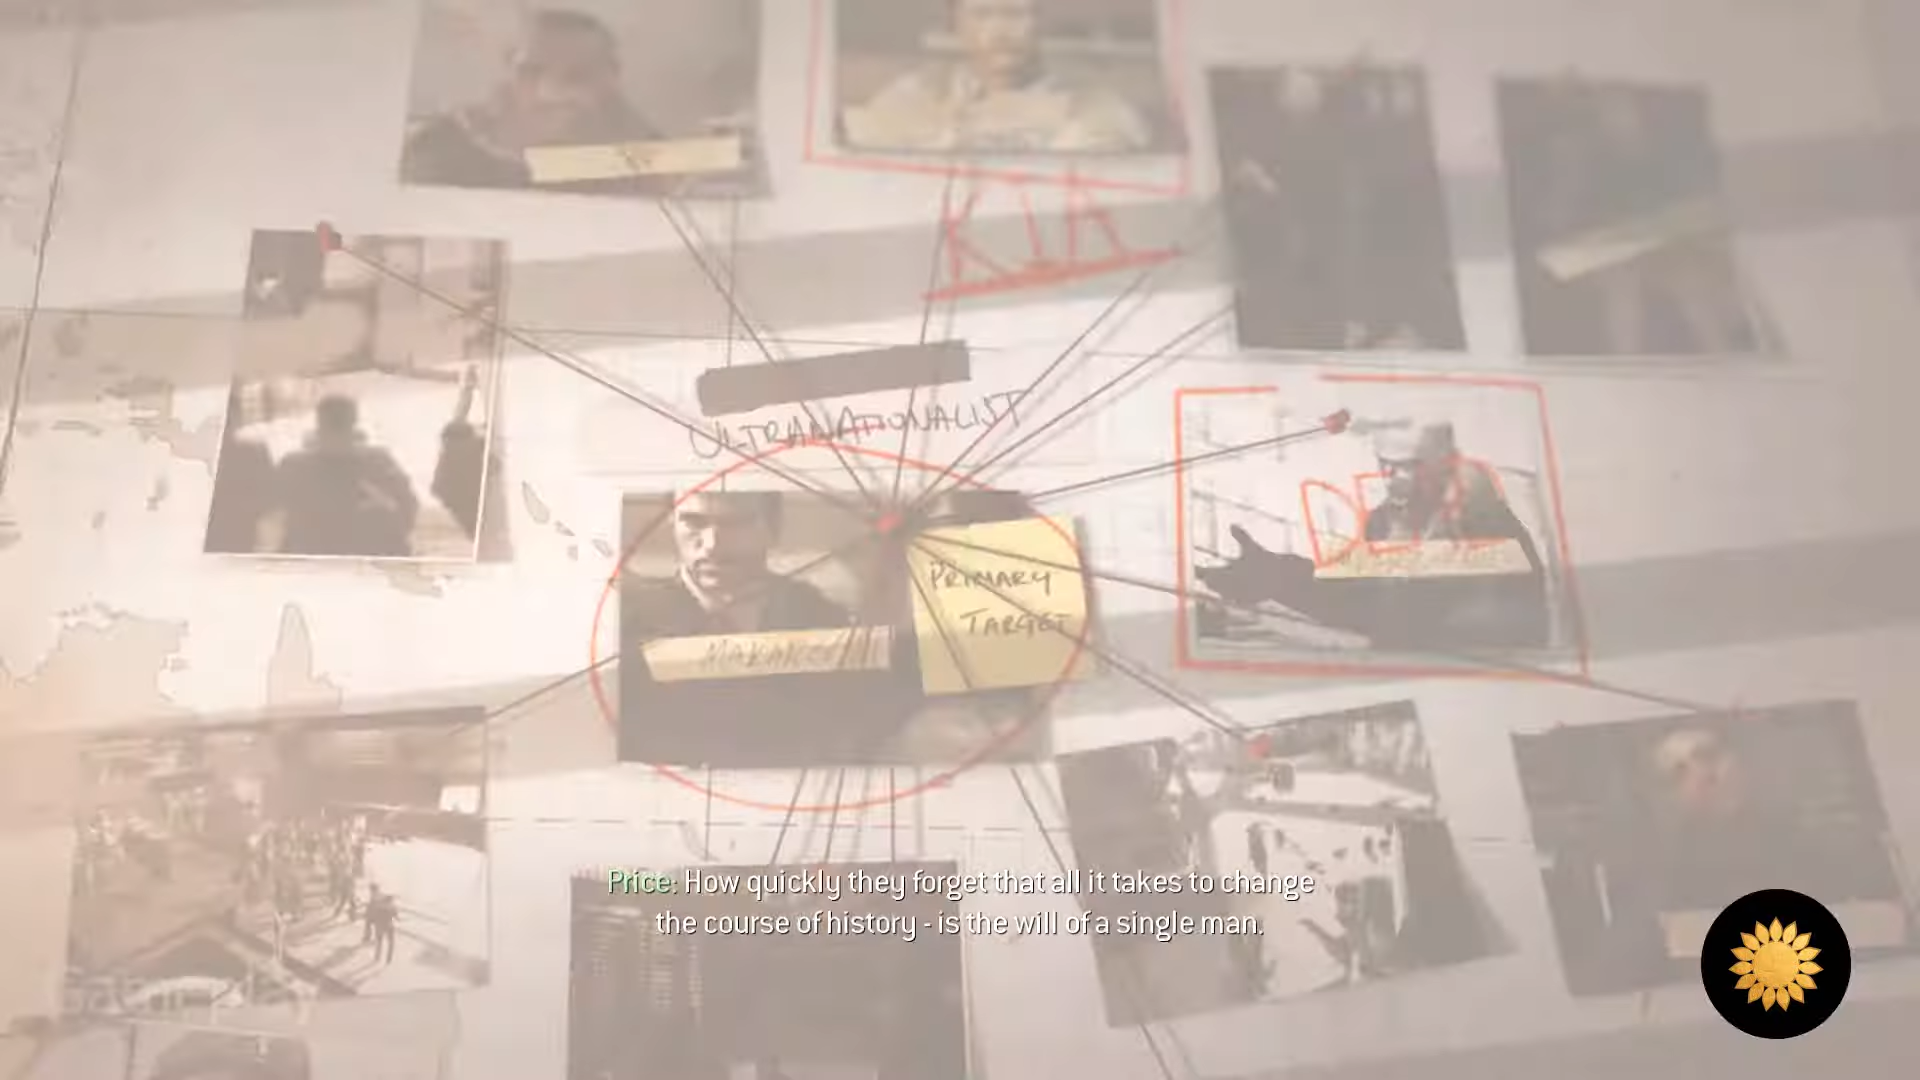 KIA
ULTRANATIONALIST
PRIMARY
TARGET
MAKAROV
Price: How quickly they forget that all it takes to change
the course of history - is the will of a single man.